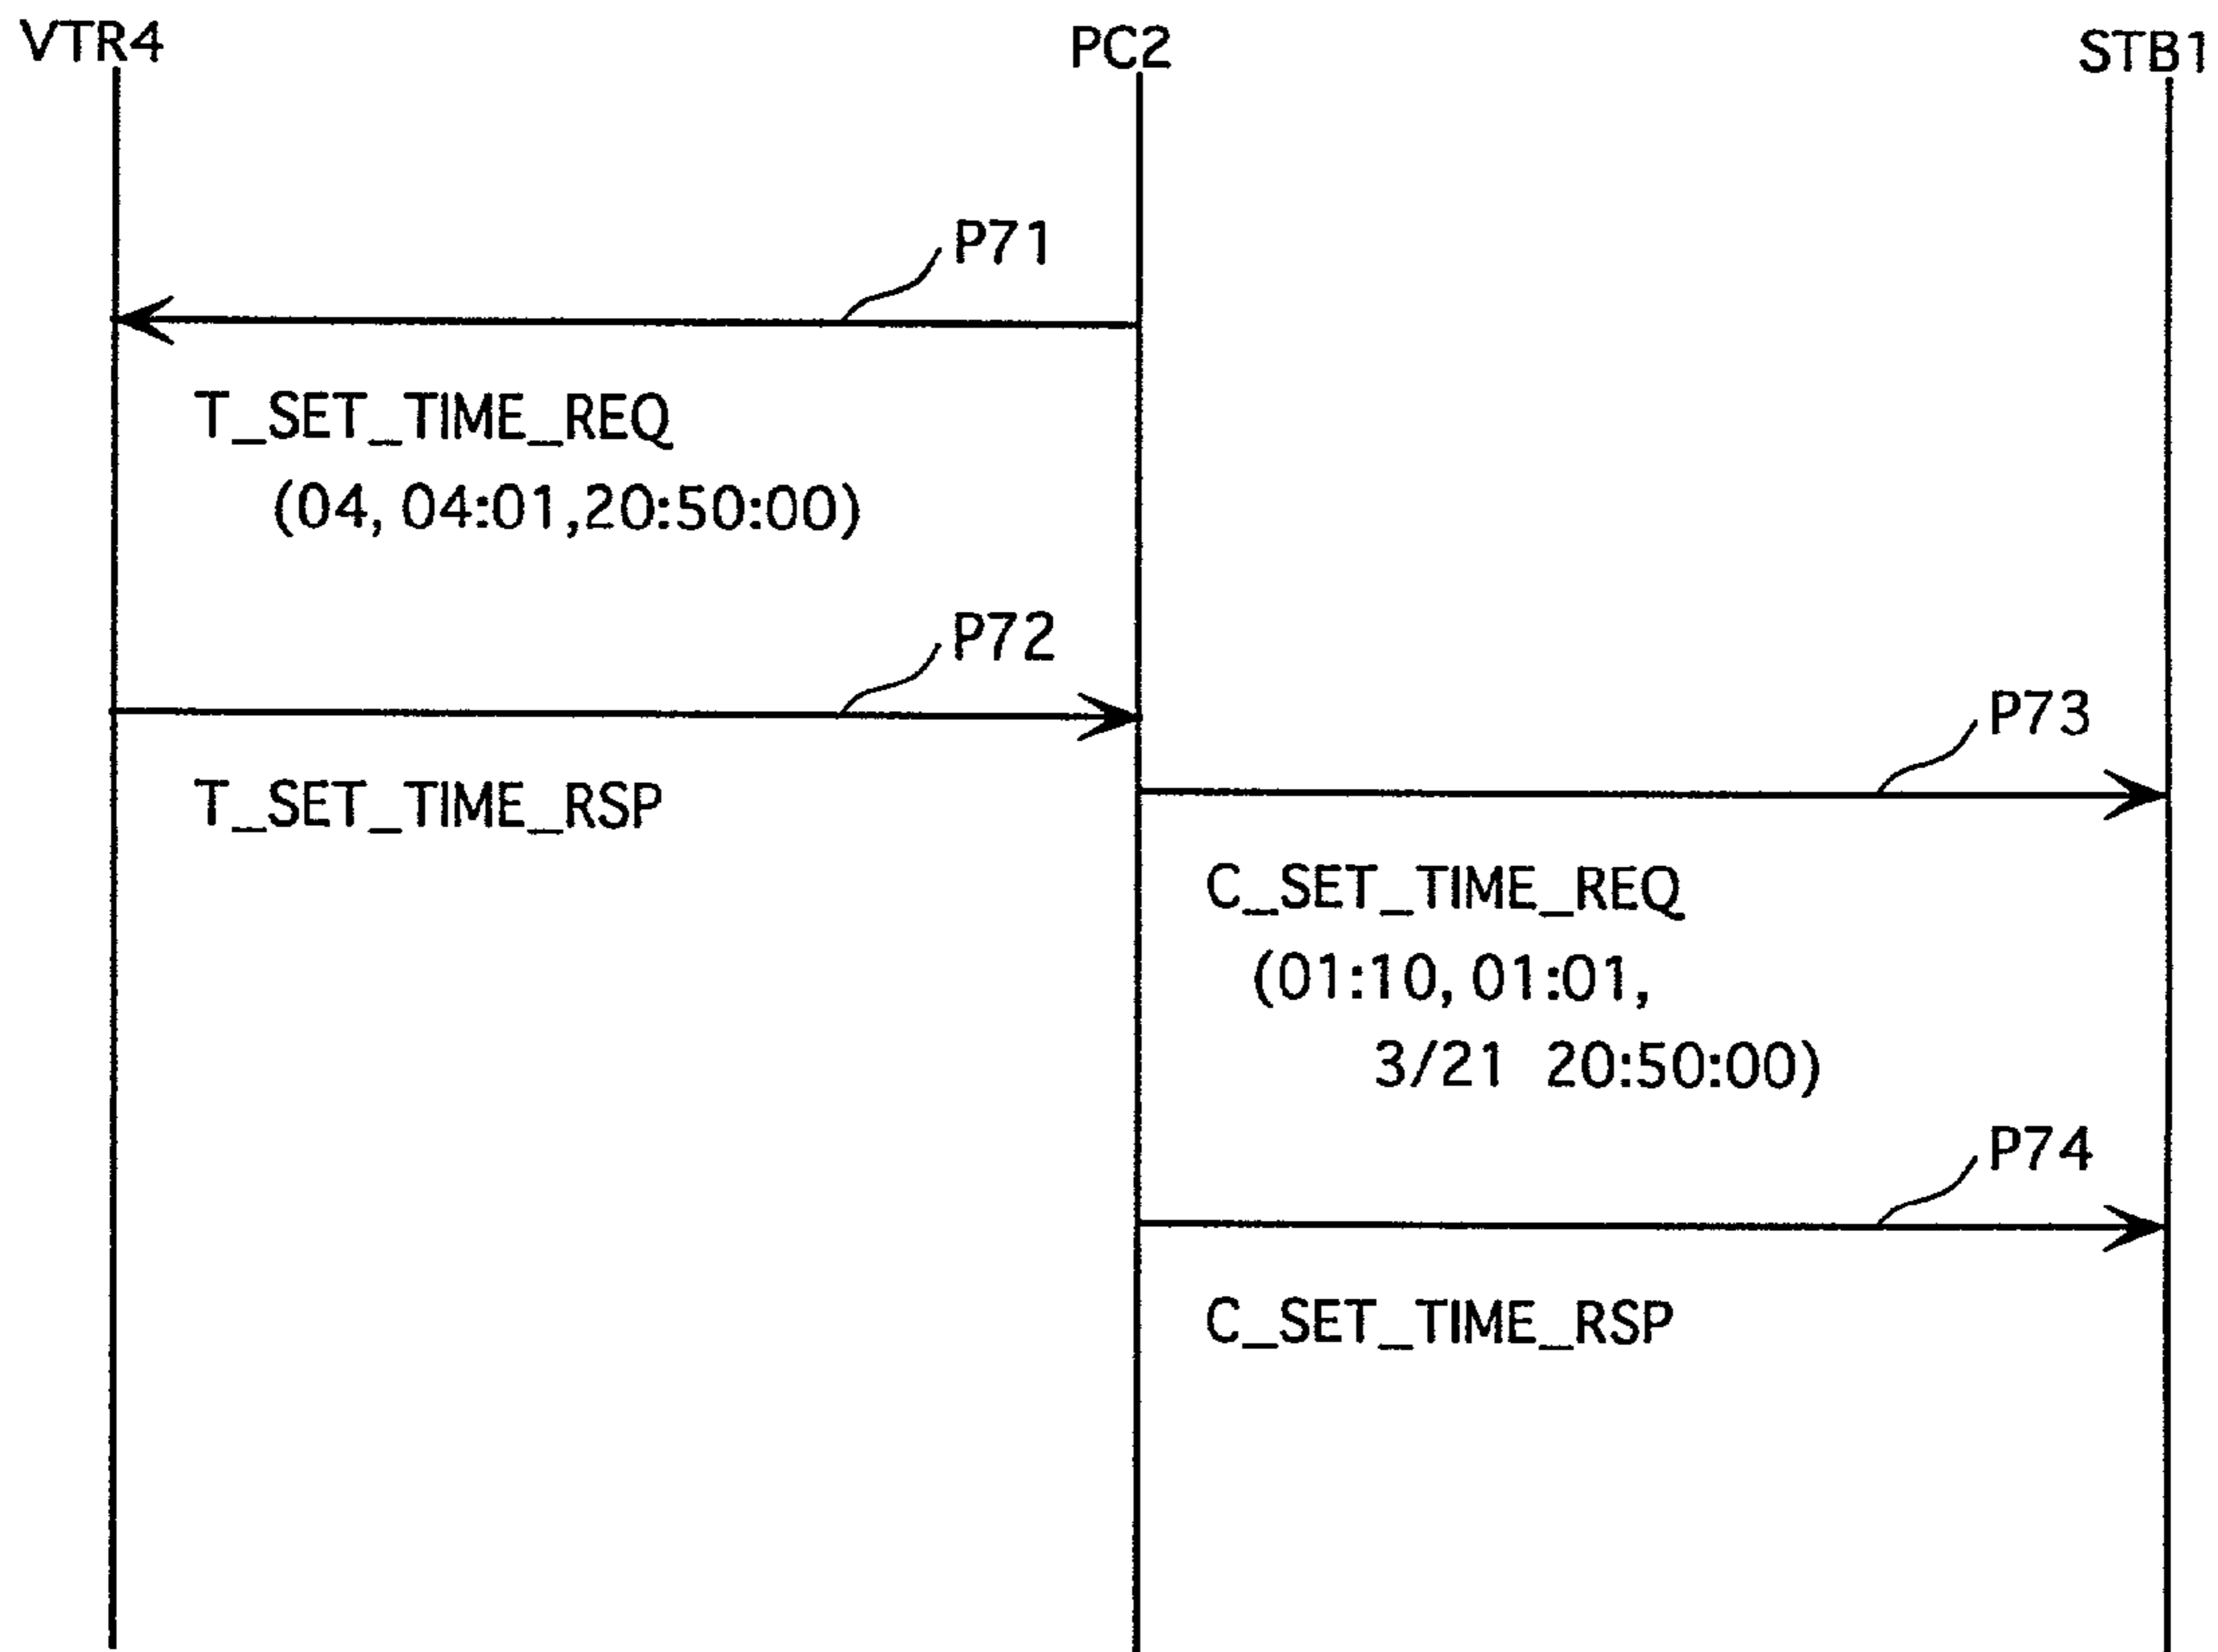 VTR4
PC2
STB1
P71
T_SET_TIME_REQ
(04, 04:01,20:50:00)
P72
T_SET_TIME_RSP
P73
C_SET_TIME_REQ
(01:10, 01:01,
3/21 20:50:00)
P74
C_SET_TIME_RSP